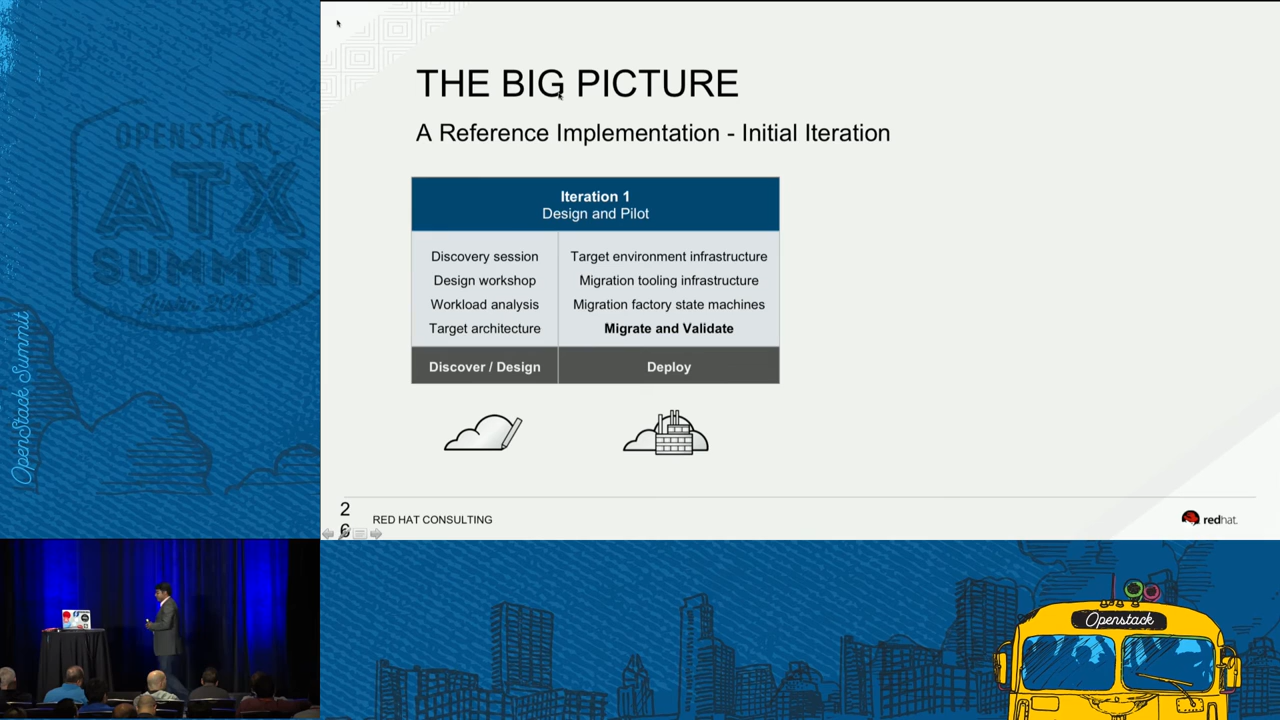 OPENSTACK
ATX
SUMMIT
Austin 2016
OpenStack Summit
THE BIG PICTURE
A Reference Implementation - Initial Iteration
Iteration 1
Design and Pilot
Discovery session
Design workshop
Workload analysis
Target architecture
Target environment infrastructure
Migration tooling infrastructure
Migration factory state machines
Migrate and Validate
Discover / Design
Deploy
26
RED HAT CONSULTING
redhat.
Openstack